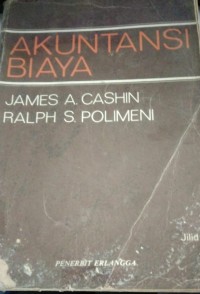 AKUNTANSI
BIAYA
JAMES A. CASHIN
RALPH S. POLIMENI
Jilid
PENERBIT ERLANGGA